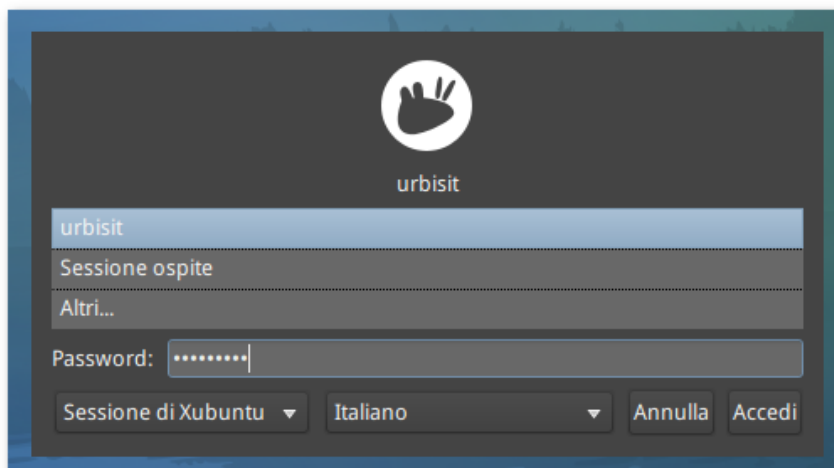 urbisit
urbisit
Sessione ospite
Altri...
Password: •••••••••
Sessione di Xubuntu Italiano Annulla Accedi